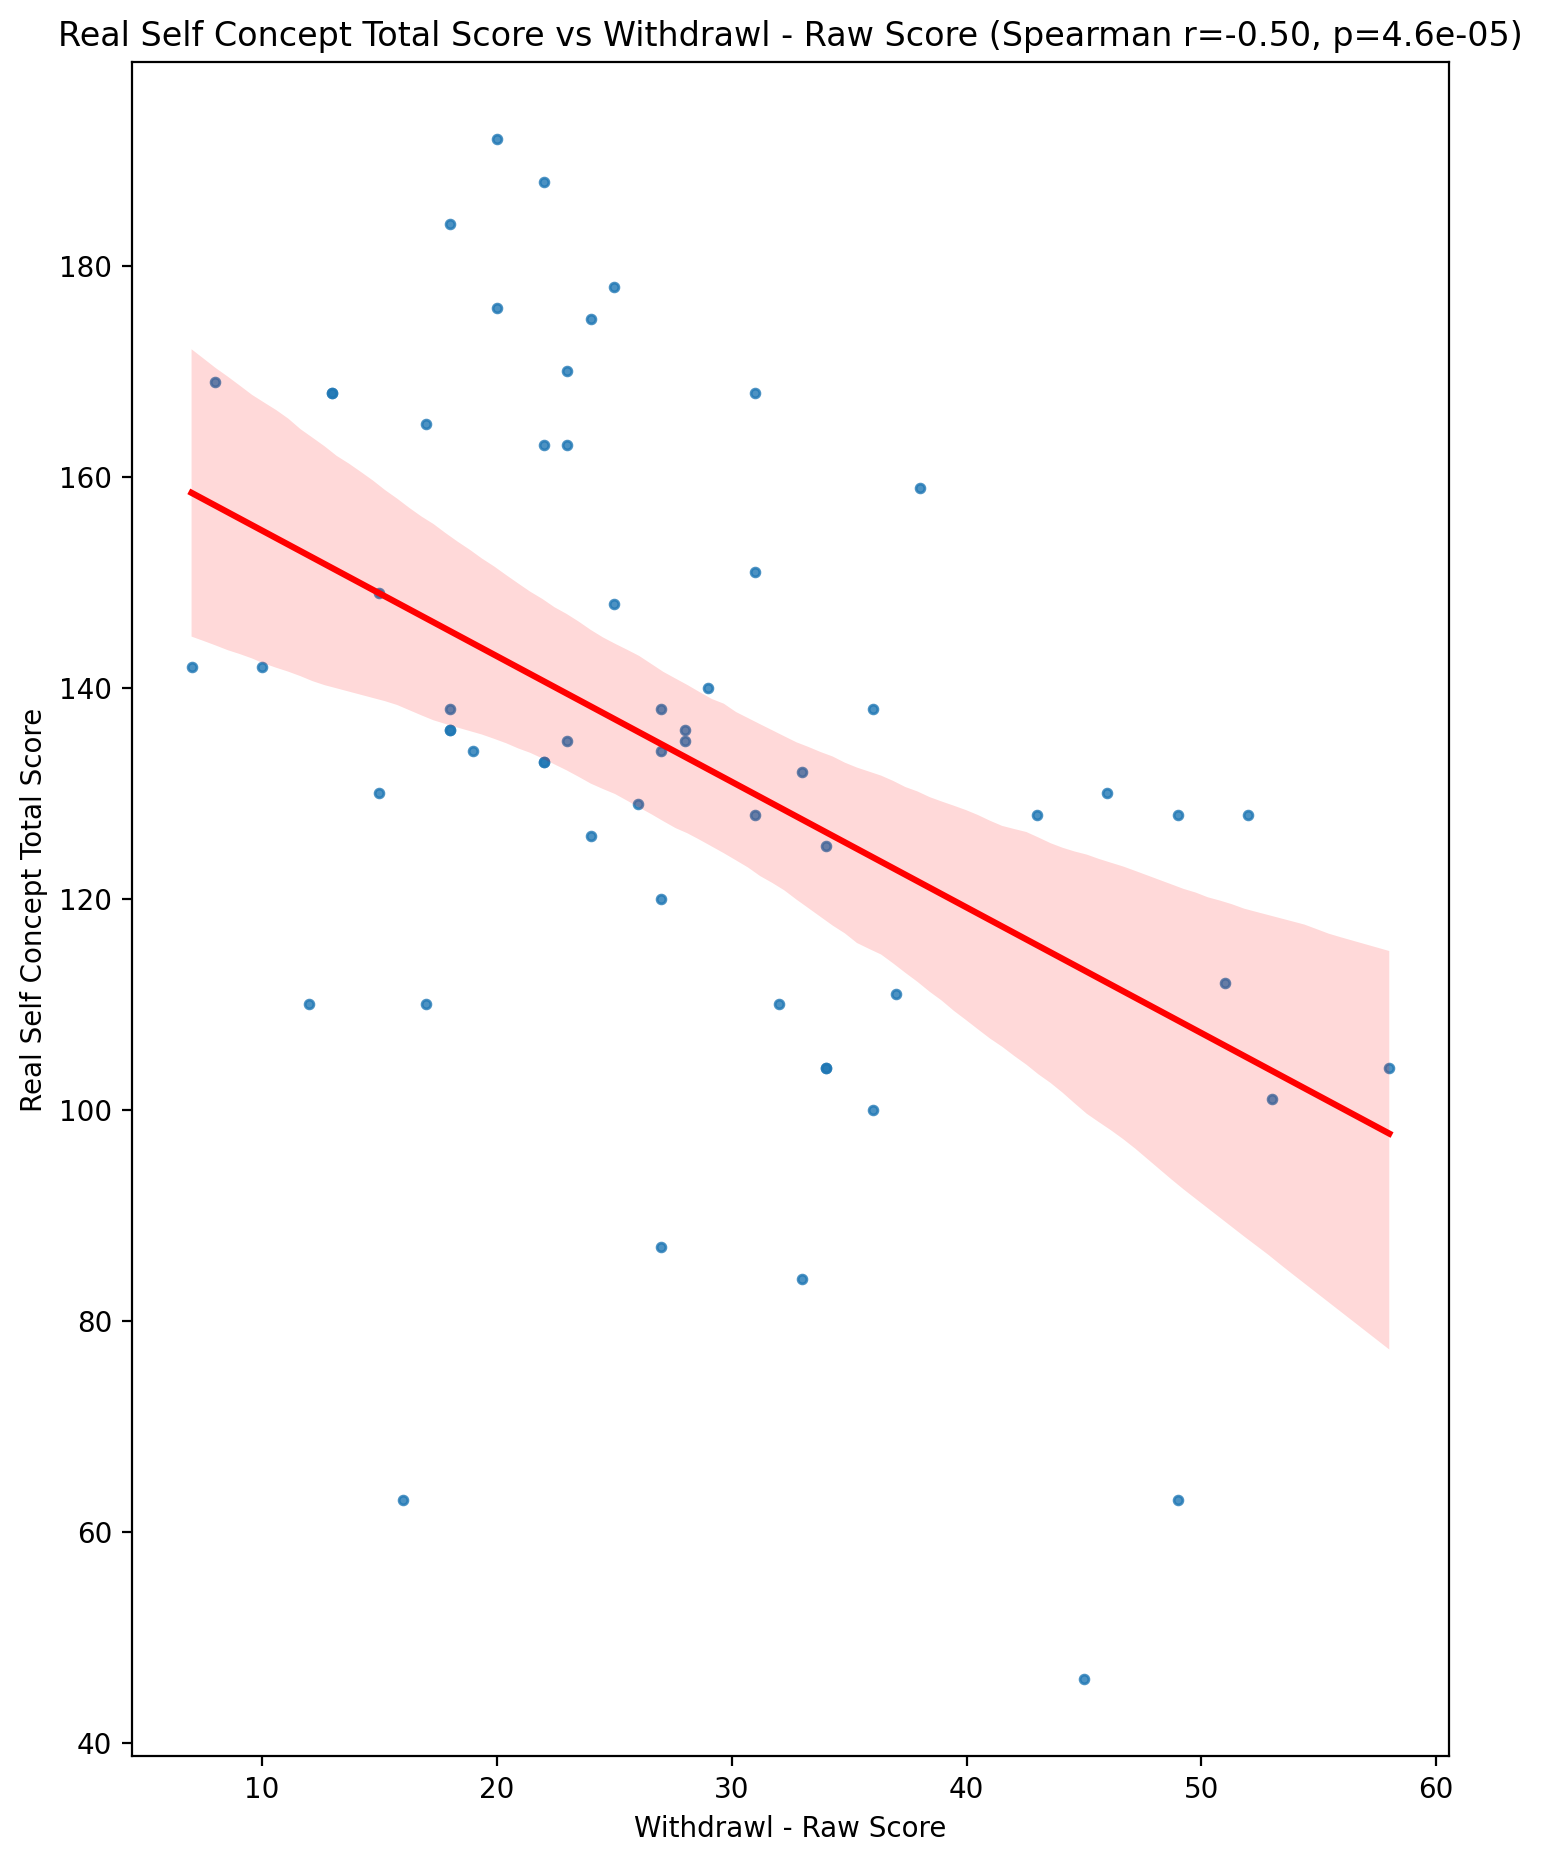 Real Self Concept Total Score vs Withdrawl - Raw Score (Spearman r=-0.50, p=4.6e-05)
Real Self Concept Total Score
180
160
140
120
100
80
60
40
10 20 30 40 50 60
Withdrawl - Raw Score